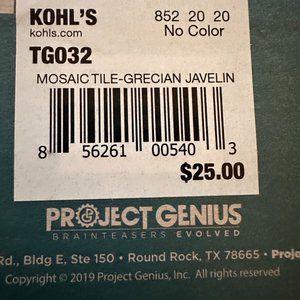 KOHL'S 852 20 20
kohls.com No Color
TG032
MOSAIC TILE-GRECIAN JAVELIN
8 56261 00540 3
$25.00
PROJECT GENIUS
BRAINTEASERS EVOLVED
Rd., Bldg E, Ste 150 • Round Rock, TX 78665 •
Copyright © 2019 Project Genius, Inc. All rights reserved